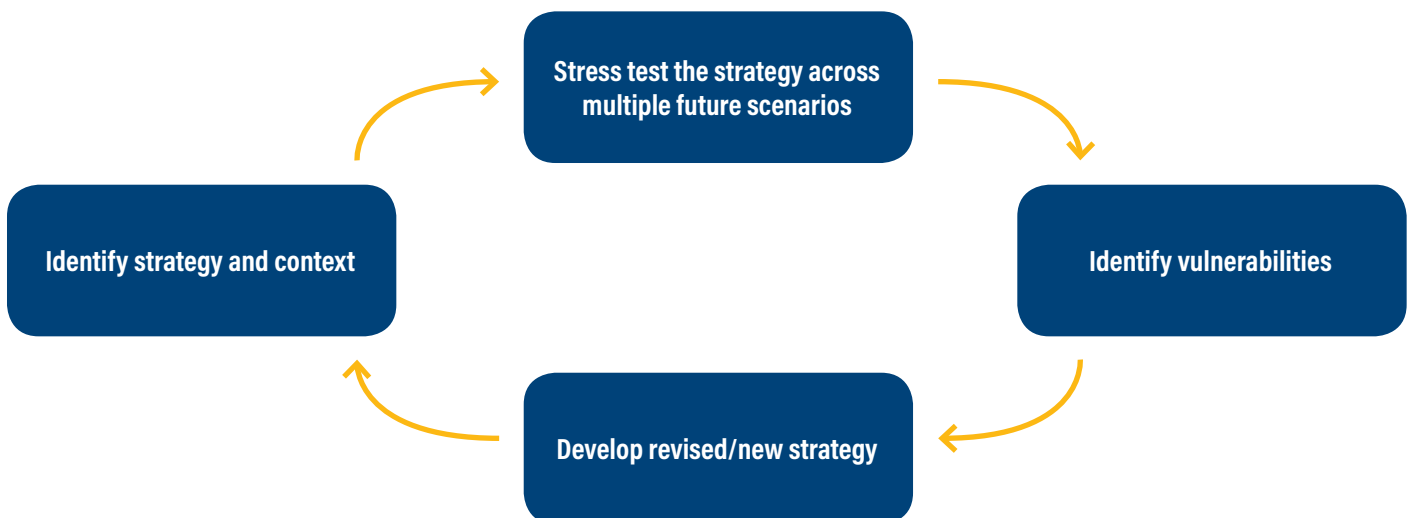 Stress test the strategy across
multiple future scenarios
Identify strategy and context
Identify vulnerabilities
Develop revised/new strategy